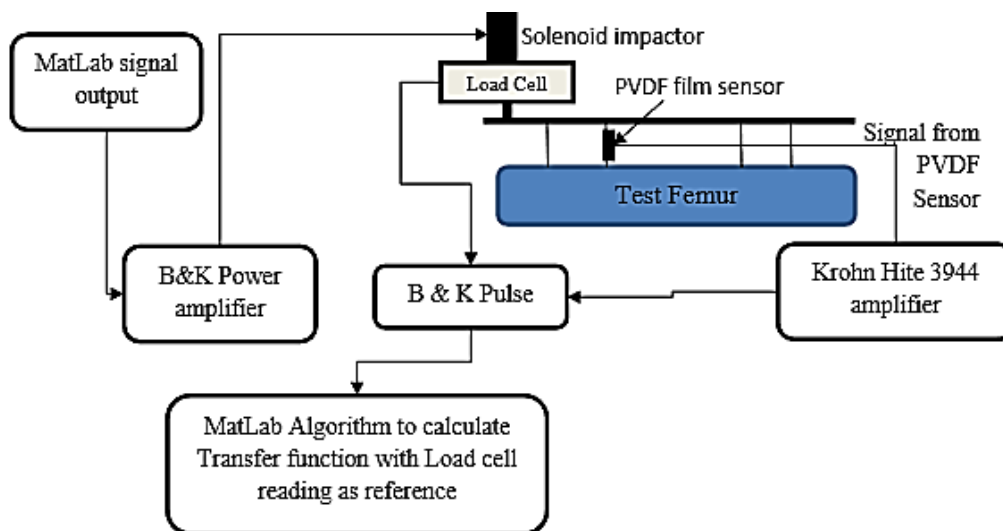 MatLab signal
output
Solenoid impactor
Load Cell
PVDF film sensor
Signal from
PVDF
Sensor
Test Femur
B&K Power
amplifier
B & K Pulse
Krohn Hite 3944
amplifier
MatLab Algorithm to calculate
Transfer function with Load cell
reading as reference